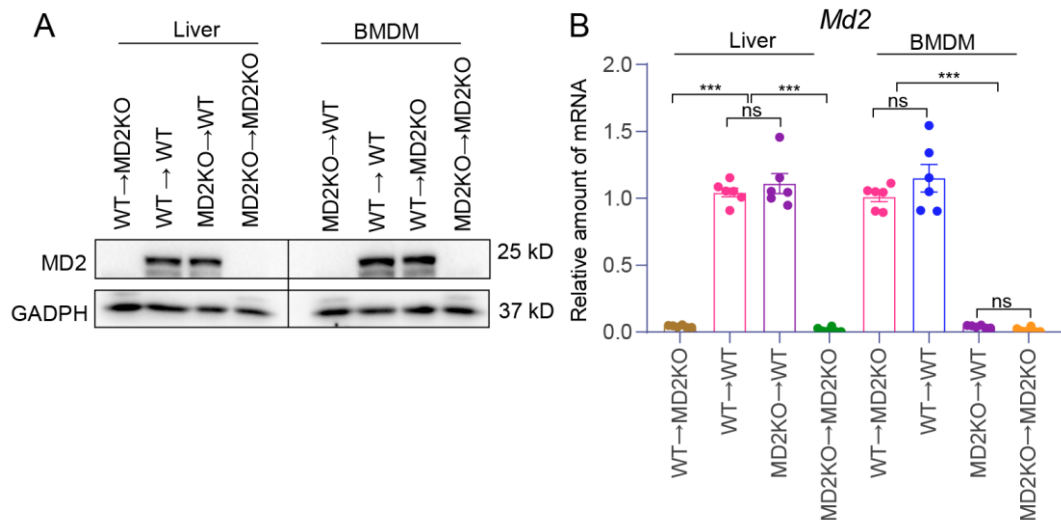 A
Liver
BMDM
WT→MD2KO
WT→WT
MD2KO→WT
MD2KO→MD2KO
MD2KO→WT
WT→WT
WT→MD2KO
MD2KO→MD2KO
MD2
25 kD
GADPH
37 kD
B
Md2
Liver
BMDM
Relative amount of mRNA
2.0
1.5
1.0
0.5
0.0
***
***
ns
***
ns
ns
WT→MD2KO
WT→WT
MD2KO→WT
MD2KO→MD2KO
WT→MD2KO
WT→WT
MD2KO→WT
MD2KO→MD2KO